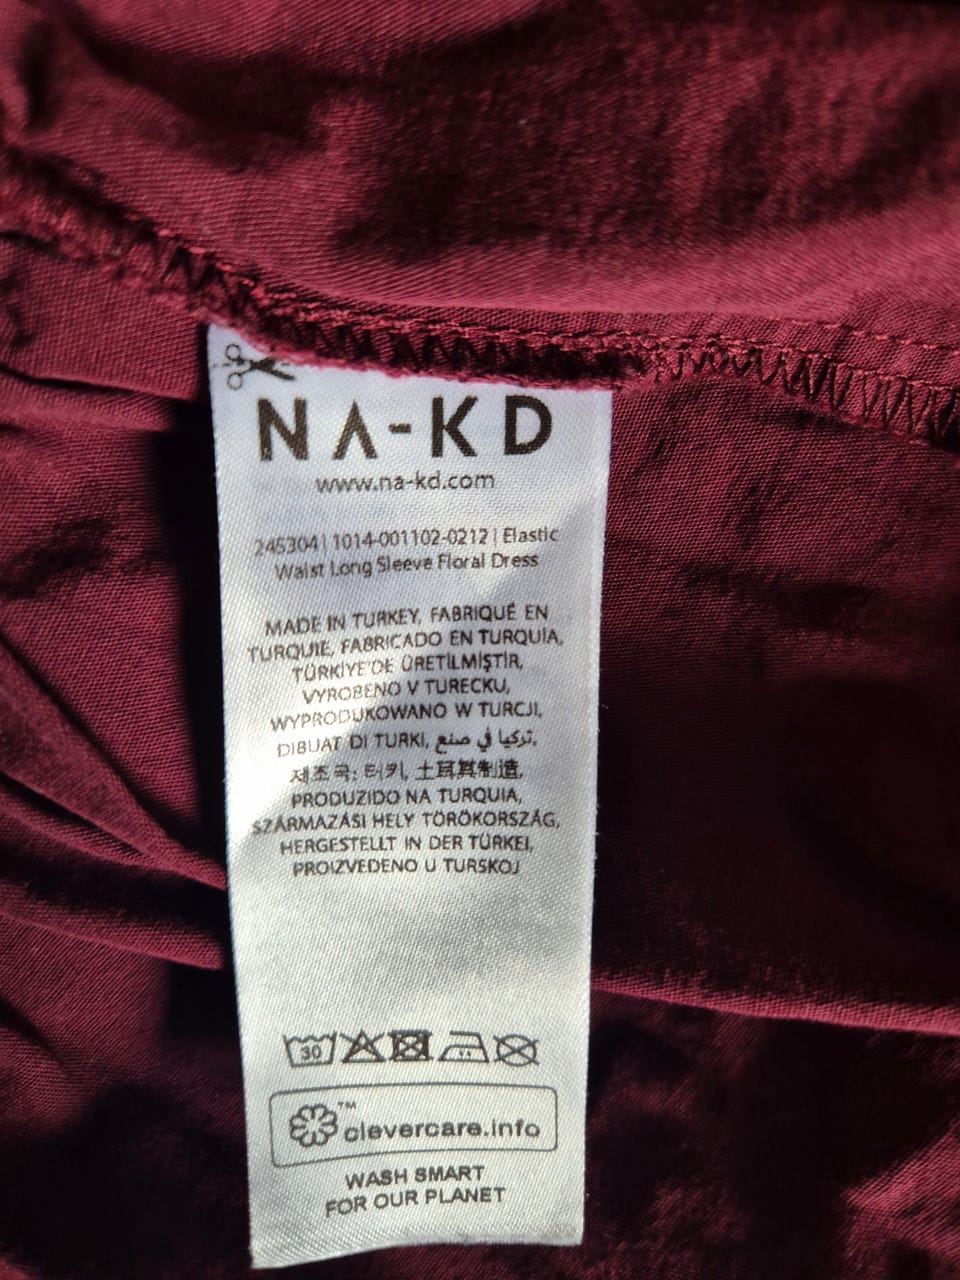 NA-KD
www.na-kd.com
245304 | 1014-001102-0212 | Elastic
Waist Long Sleeve Floral Dress
MADE IN TURKEY, FABRIQUÉ EN
TURQUIE, FABRICADO EN TURQUÍA,
TÜRKİYE'DE ÜRETİLMİŞTİR,
VYROBENO V TURECKU,
WYPRODUKOWANO W TURCJI,
DIBUAT DI TURKI, تركيا في صنع,
제조국: 터키, 土耳其制造,
PRODUZIDO NA TURQUIA,
SZÁRMAZÁSI HELY TÖRÖKORSZÁG,
HERGESTELLT IN DER TÜRKEI,
PROIZVEDENO U TURSKOJ
30
™ clevercare.info
WASH SMART
FOR OUR PLANET